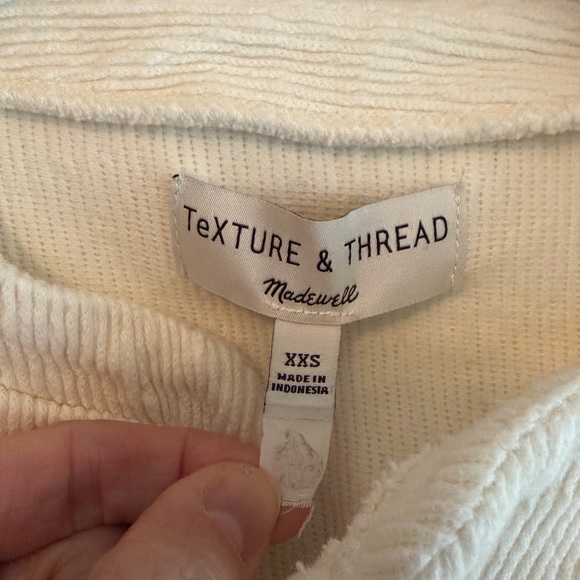 TeXTURE & THREAD
Madewell
XXS
MADE IN
INDONESIA